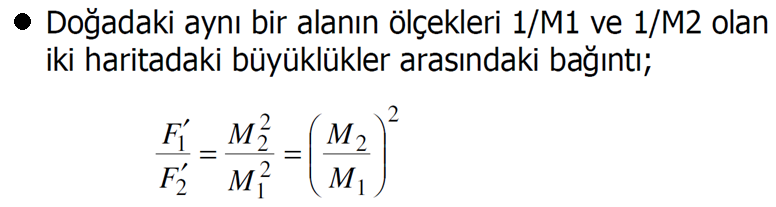 ● Doğadaki aynı bir alanın ölçekleri 1/M1 ve 1/M2 olan
iki haritadaki büyüklükler arasındaki bağıntı;
F₁′/F₂′ = M₂²/M₁² = (M₂/M₁)²